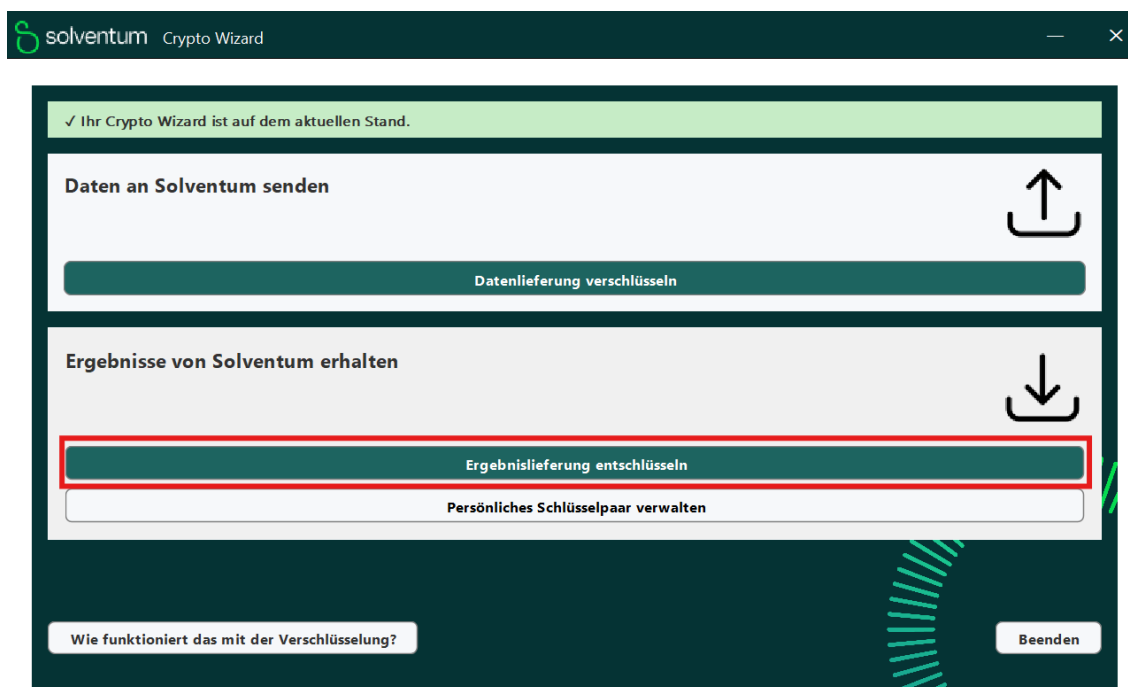 solventum Crypto Wizard
✓ Ihr Crypto Wizard ist auf dem aktuellen Stand.
Daten an Solventum senden
Datenlieferung verschlüsseln
Ergebnisse von Solventum erhalten
Ergebnislieferung entschlüsseln
Persönliches Schlüsselpaar verwalten
Wie funktioniert das mit der Verschlüsselung?
Beenden